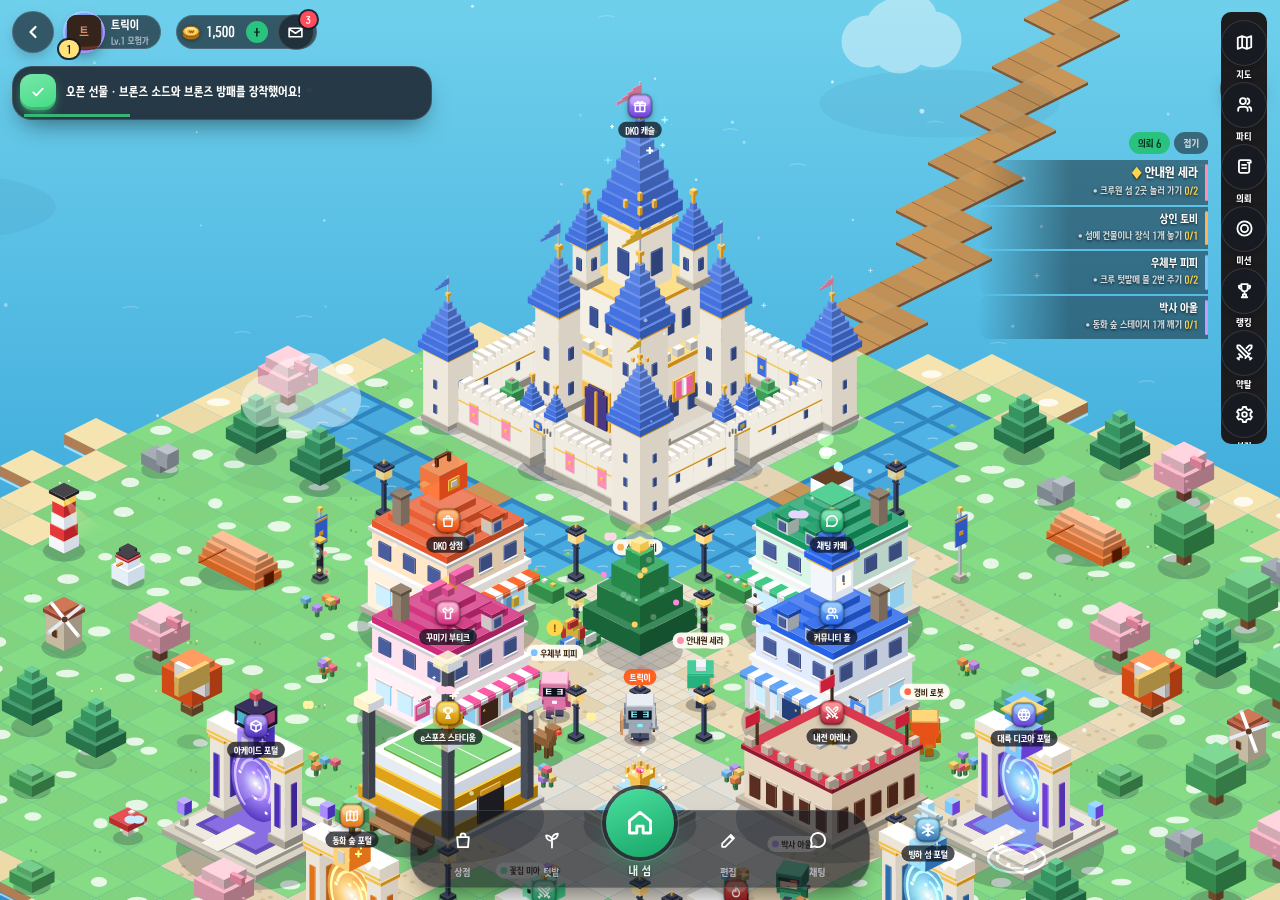 트
트릭이
Lv.1 모험가
1
1,500
3
오픈 선물 · 브론즈 소드와 브론즈 방패를 장착했어요!
지도
파티
의뢰
미션
랭킹
약탈
의뢰 6
접기
안내원 세라
크루원 섬 2곳 놀러 가기 0/2
상인 토비
섬에 건물이나 장식 1개 놓기 0/1
우체부 피피
크루 텃밭에 물 2번 주기 0/2
박사 아울
동화 숲 스테이지 1개 깨기 0/1
DKO 캐슬
DKO 상점
채팅 카페
꾸미기 부티크
커뮤니티 홀
안내원 세라
우체부 피피
트릭이
경비 로봇
e스포츠 스타디움
내전 아레나
아케이드 포털
대륙 디코아 포털
동화 숲 포털
빙하 섬 포털
박사 아울
꽃집 미아
상점
텃밭
내 섬
편집
채팅